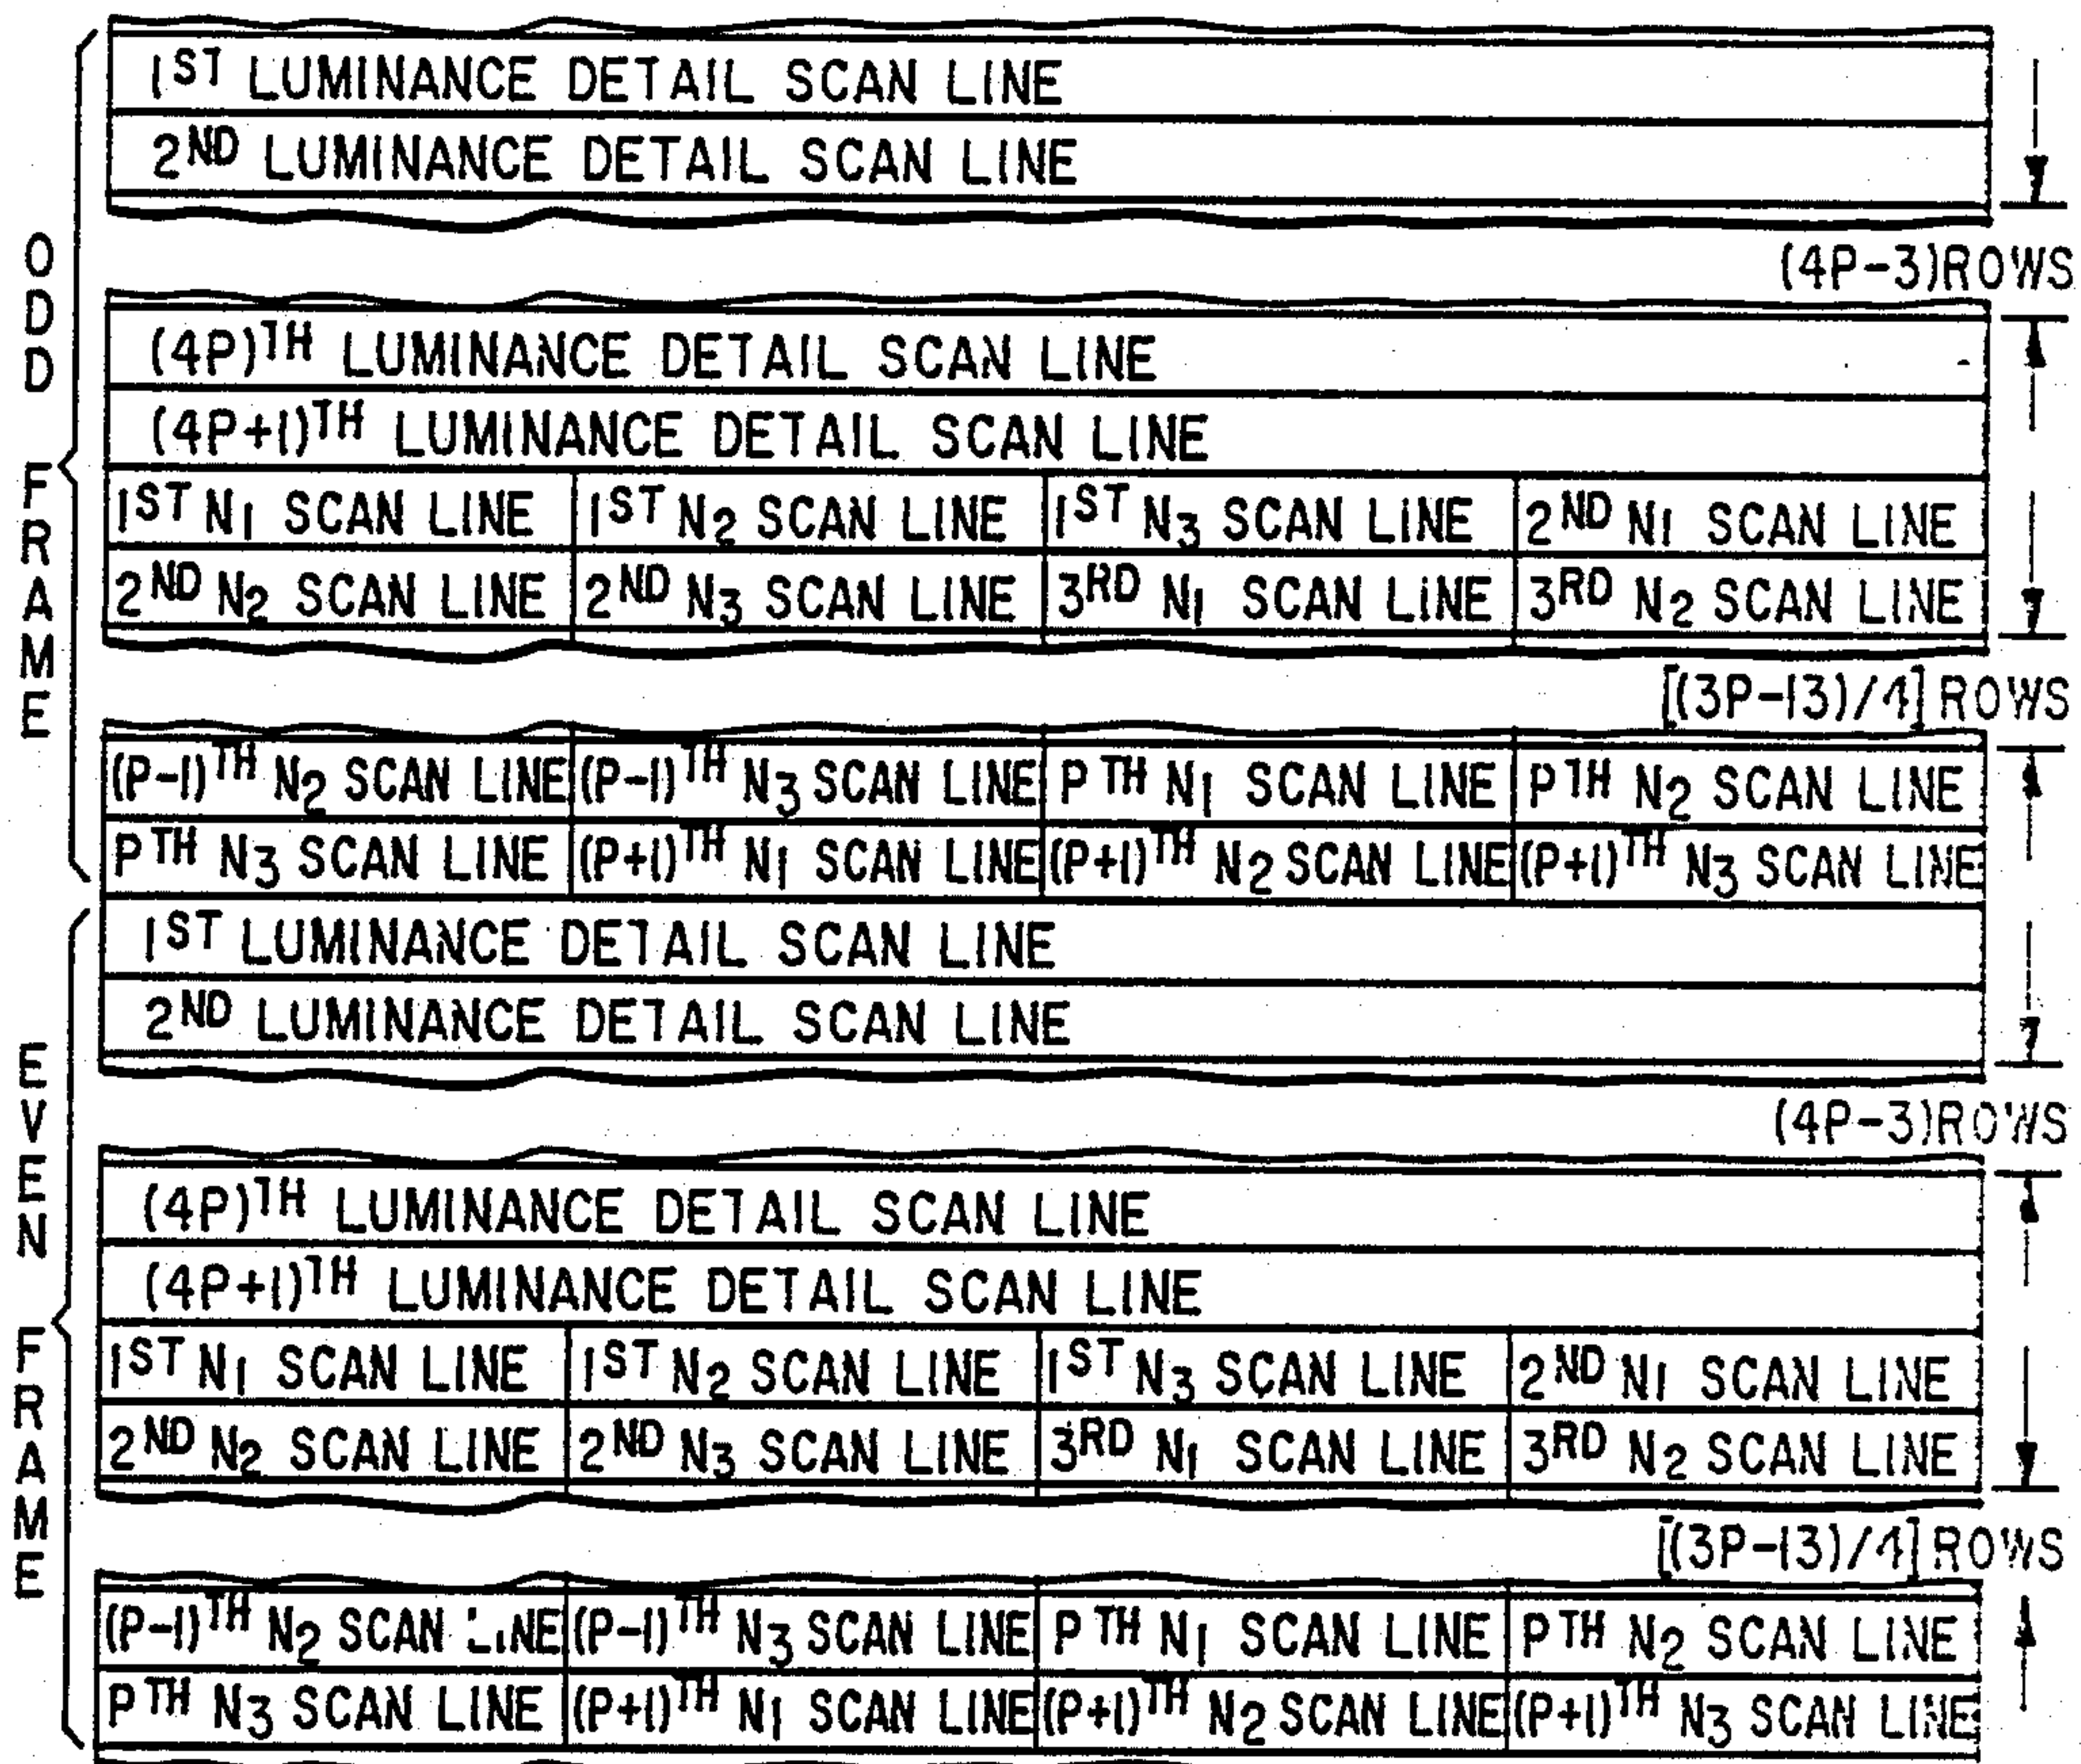 ODD FRAME
1ST LUMINANCE DETAIL SCAN LINE
2ND LUMINANCE DETAIL SCAN LINE
(4P-3)ROWS
(4P)TH LUMINANCE DETAIL SCAN LINE
(4P+1)TH LUMINANCE DETAIL SCAN LINE
1ST N1 SCAN LINE 1ST N2 SCAN LINE 1ST N3 SCAN LINE 2ND N1 SCAN LINE
2ND N2 SCAN LINE 2ND N3 SCAN LINE 3RD N1 SCAN LINE 3RD N2 SCAN LINE
[(3P-13)/4] ROWS
(P-1)TH N2 SCAN LINE (P-1)TH N3 SCAN LINE PTH N1 SCAN LINE PTH N2 SCAN LINE
PTH N3 SCAN LINE (P+1)TH N1 SCAN LINE (P+1)TH N2 SCAN LINE (P+1)TH N3 SCAN LINE
EVEN FRAME
1ST LUMINANCE DETAIL SCAN LINE
2ND LUMINANCE DETAIL SCAN LINE
(4P-3)ROWS
(4P)TH LUMINANCE DETAIL SCAN LINE
(4P+1)TH LUMINANCE DETAIL SCAN LINE
1ST N1 SCAN LINE 1ST N2 SCAN LINE 1ST N3 SCAN LINE 2ND N1 SCAN LINE
2ND N2 SCAN LINE 2ND N3 SCAN LINE 3RD N1 SCAN LINE 3RD N2 SCAN LINE
[(3P-13)/4] ROWS
(P-1)TH N2 SCAN LINE (P-1)TH N3 SCAN LINE PTH N1 SCAN LINE PTH N2 SCAN LINE
PTH N3 SCAN LINE (P+1)TH N1 SCAN LINE (P+1)TH N2 SCAN LINE (P+1)TH N3 SCAN LINE